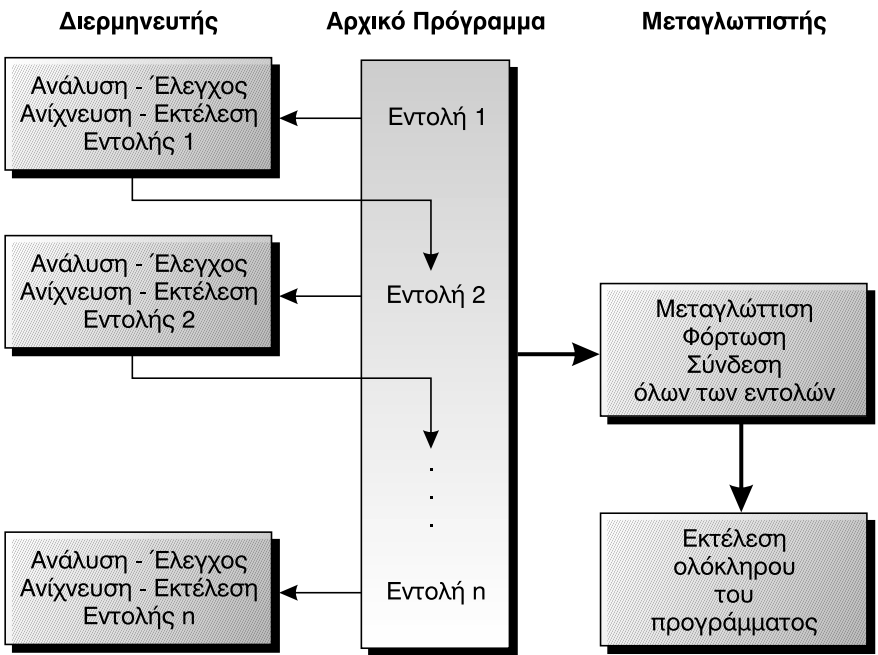 Διερμηνευτής
Αρχικό Πρόγραμμα
Μεταγλωττιστής
Ανάλυση - Έλεγχος
Ανίχνευση - Εκτέλεση
Εντολής 1
Εντολή 1
Ανάλυση - Έλεγχος
Ανίχνευση - Εκτέλεση
Εντολής 2
Εντολή 2
Μεταγλώττιση
Φόρτωση
Σύνδεση
όλων των εντολών
.
.
.
Ανάλυση - Έλεγχος
Ανίχνευση - Εκτέλεση
Εντολής n
Εντολή n
Εκτέλεση
ολόκληρου
του
προγράμματος